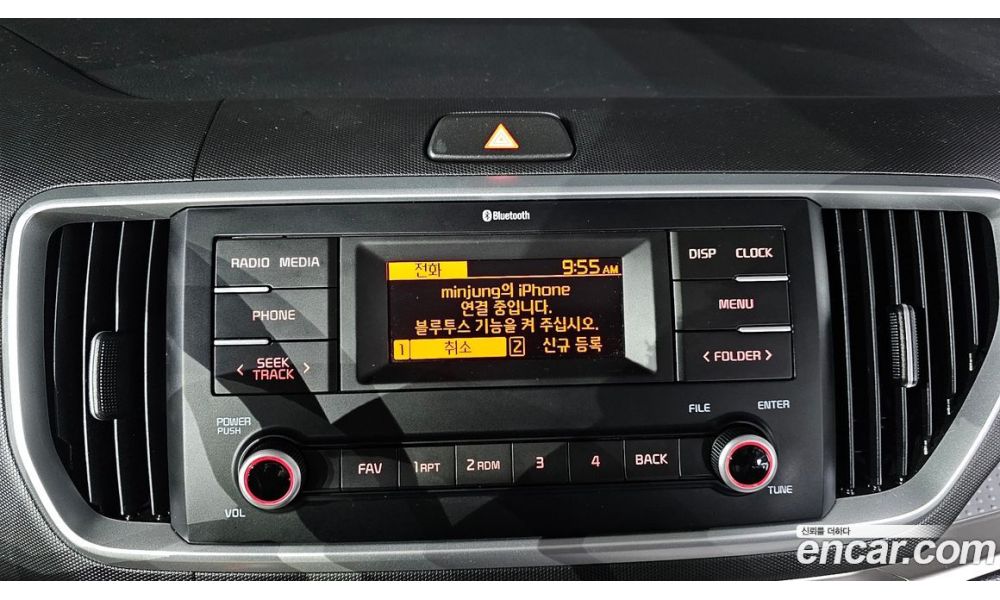 Bluetooth
RADIO MEDIA
전화 9:55 AM
DISP CLOCK
minjung의 iPhone
연결 중입니다.
블루투스 기능을 켜 주십시오.
1 취소 2 신규 등록
PHONE
MENU
< SEEK TRACK >
< FOLDER >
POWER
PUSH
FILE ENTER
FAV 1 RPT 2 RDM 3 4 BACK
VOL
TUNE
신뢰를 더하다
encar.com